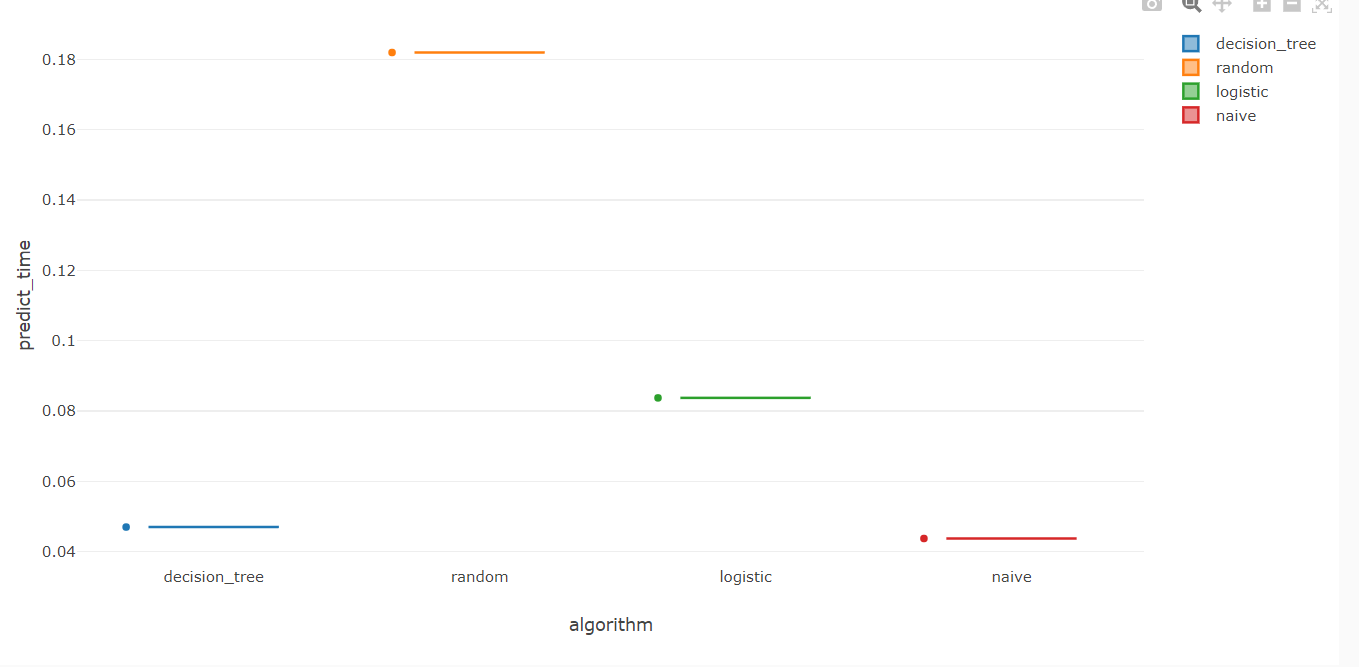 0.18
0.16
0.14
0.12
0.1
0.08
0.06
0.04
predict_time
decision_tree
random
logistic
naive
algorithm
decision_tree
random
logistic
naive